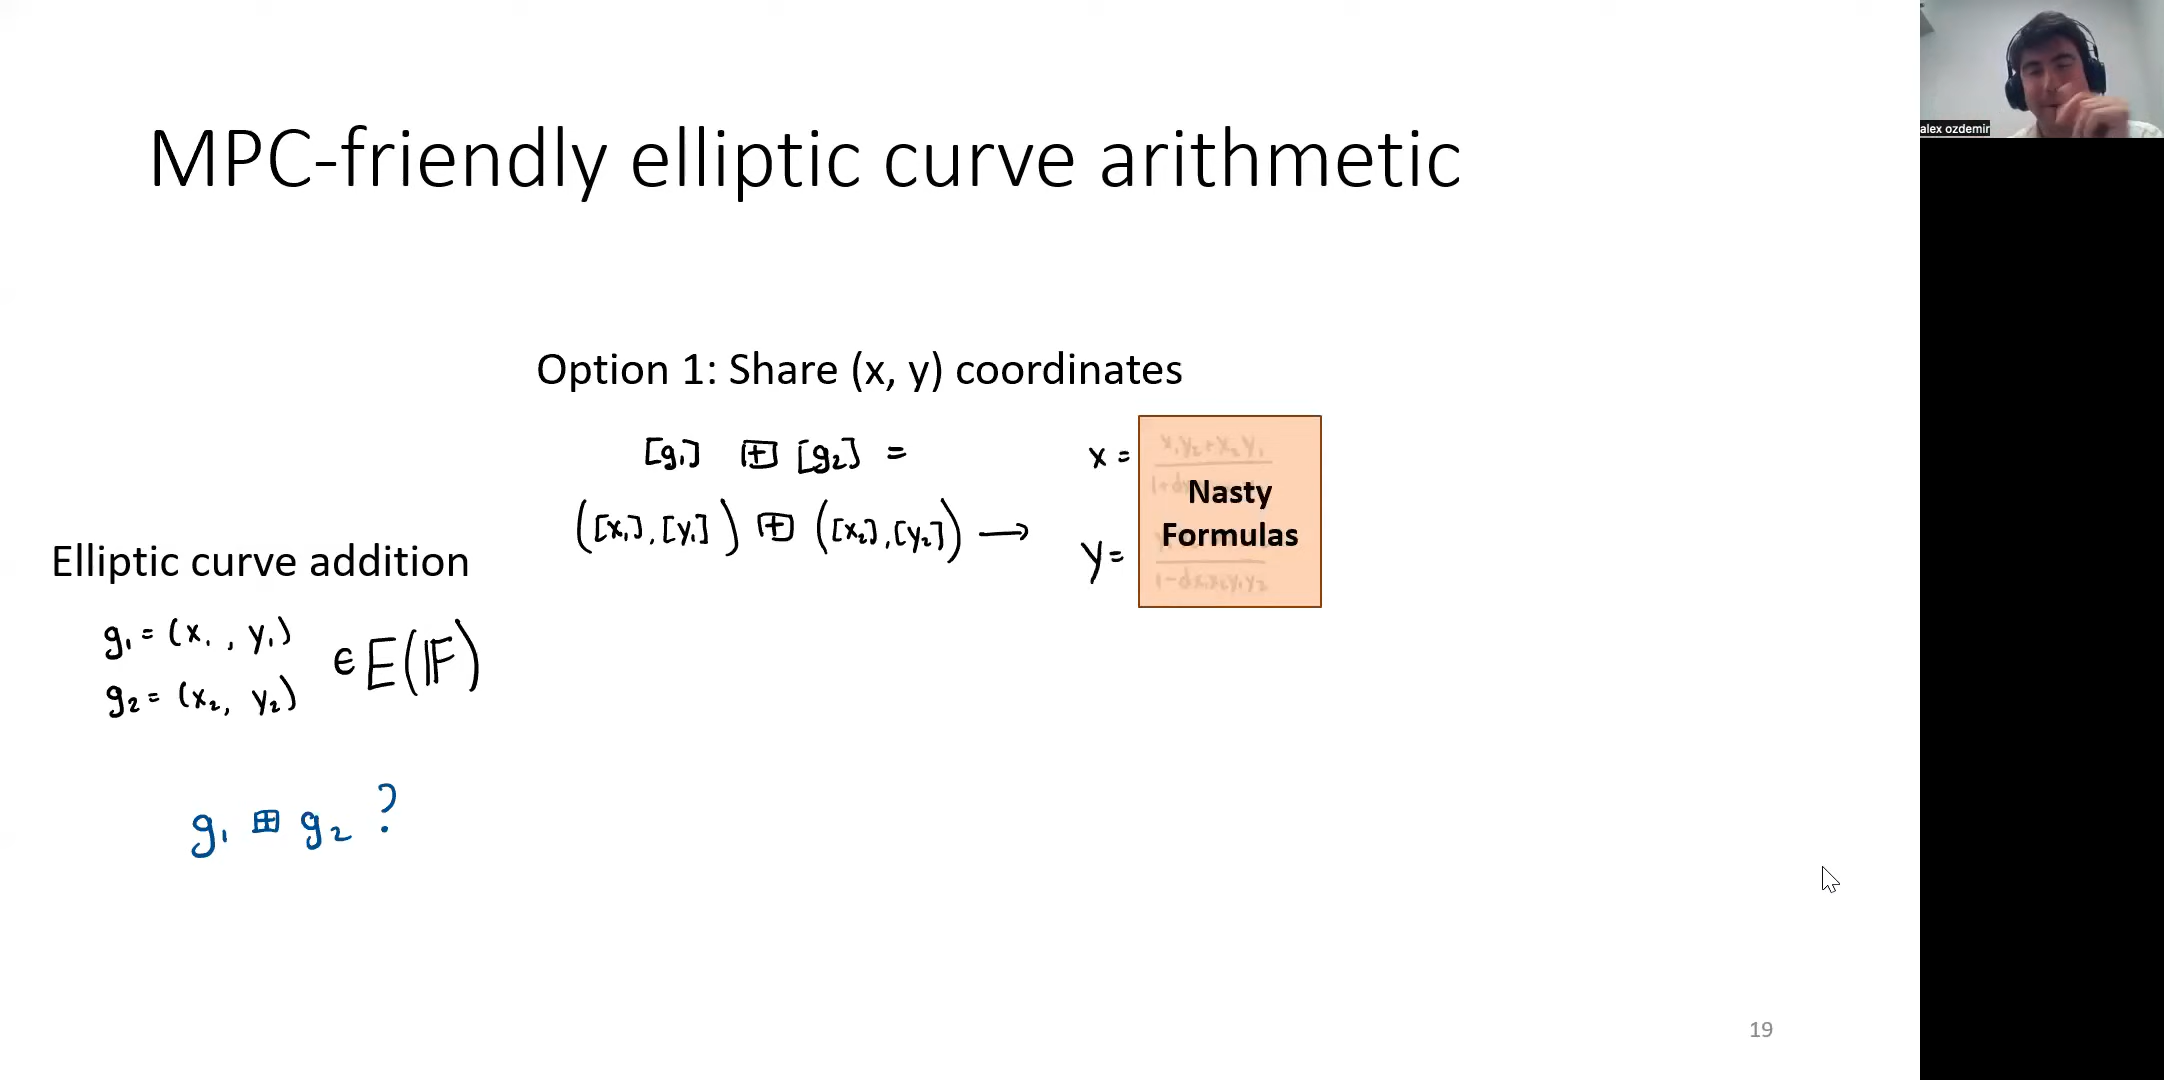 MPC-friendly elliptic curve arithmetic
alex ozdemir
Option 1: Share (x, y) coordinates
[g₁] ⊞ [g₂] =
([x₁], [y₁]) ⊞ ([x₂], [y₂]) →
x =
y =
Nasty
Formulas
Elliptic curve addition
g₁ = (x₁, y₁)
g₂ = (x₂, y₂)
∈ E(𝔽)
g₁ ⊞ g₂ ?
19